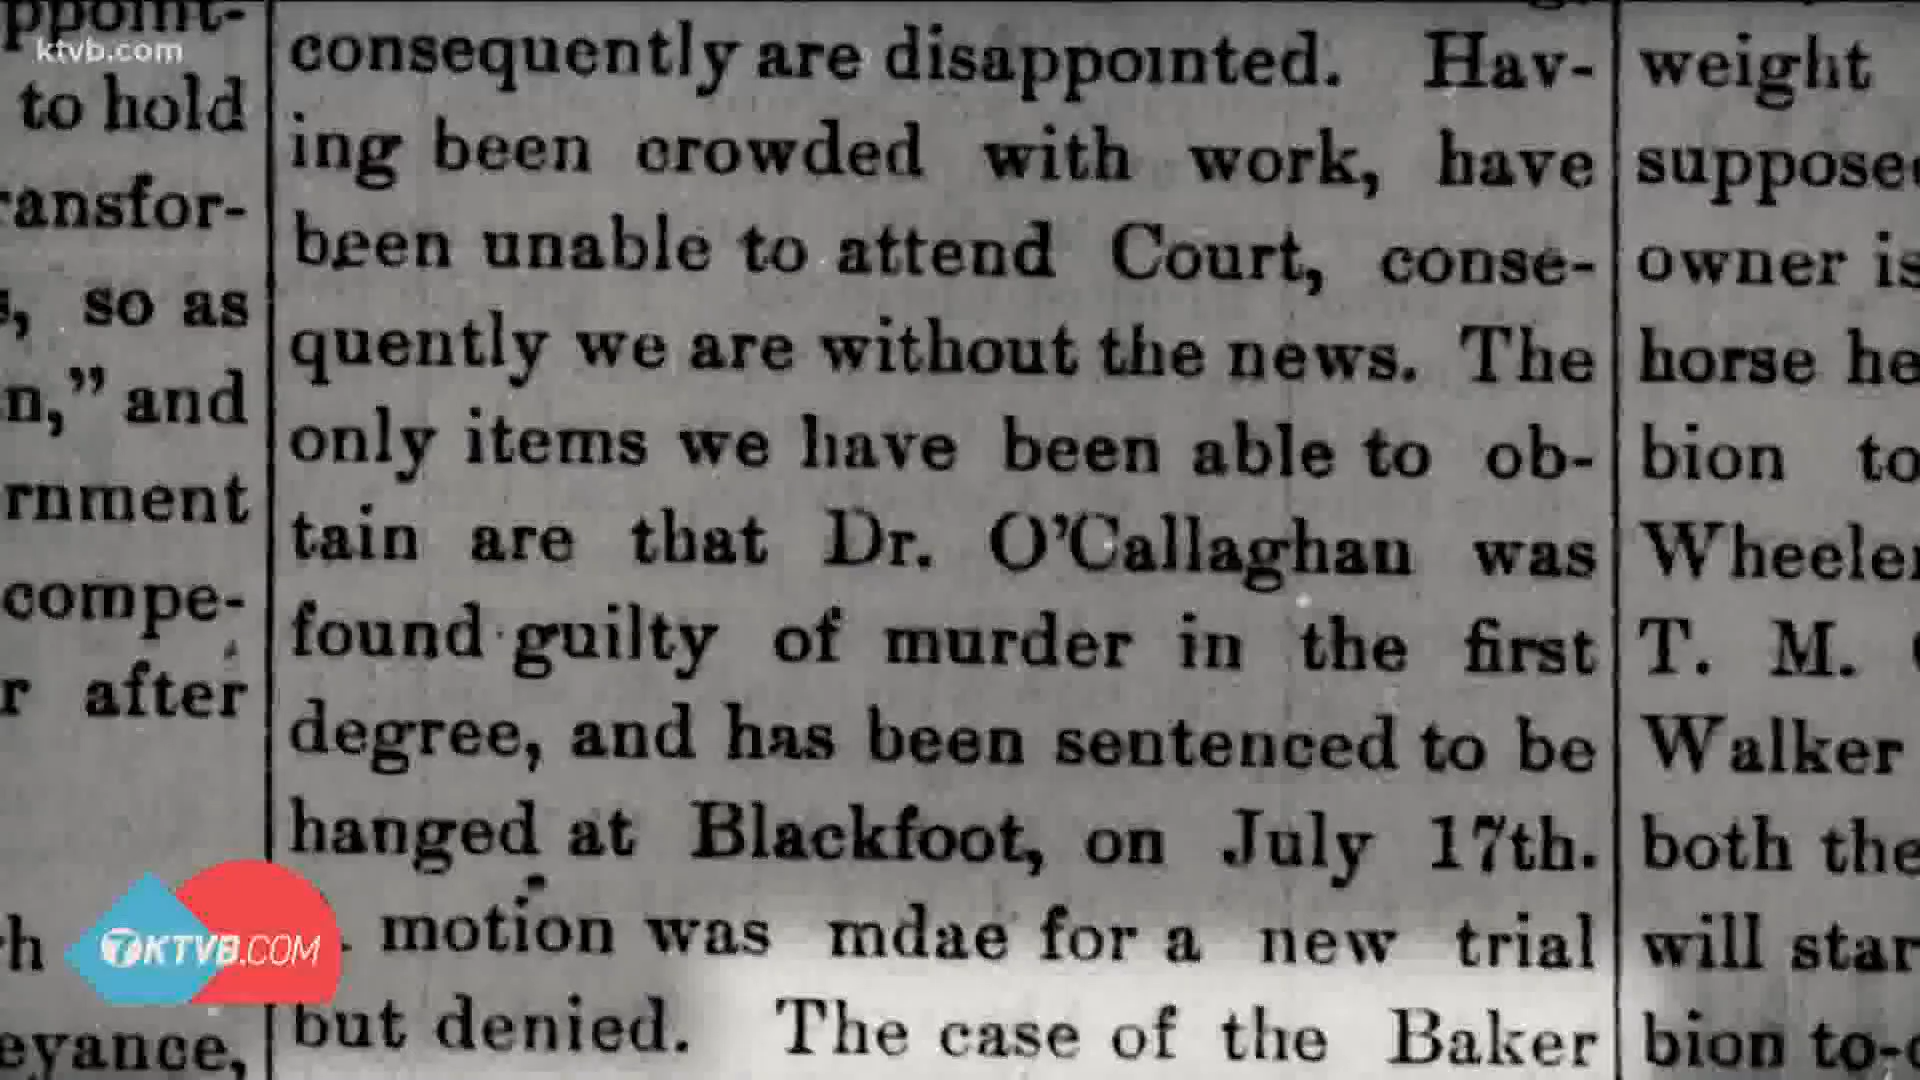 ppoint-
ktvb.com
to hold
ransfor-
s, so as
n,” and
rnment
compe-
r after
h
eyance,
consequently are disappointed. Hav-
ing been crowded with work, have
been unable to attend Court, conse-
quently we are without the news. The
only items we have been able to ob-
tain are that Dr. O'Callaghan was
found guilty of murder in the first
degree, and has been sentenced to be
hanged at Blackfoot, on July 17th.
. motion was mdae for a new trial
but denied. The case of the Baker
weight
suppose
owner is
horse he
bion to
Wheeler
T. M.
Walker
both the
will star
bion to-
7KTVB.COM